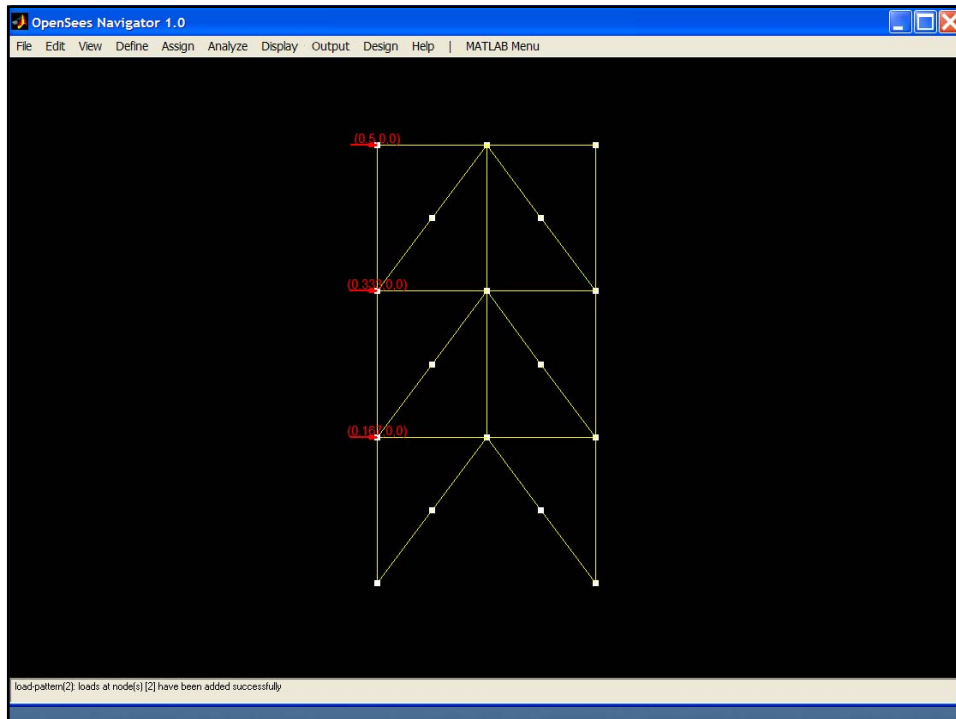 OpenSees Navigator 1.0
File Edit View Define Assign Analyze Display Output Design Help | MATLAB Menu
(0.5,0,0)
(0.333,0,0)
(0.167,0,0)
load-pattern(2): loads at node(s) [2] have been added successfully